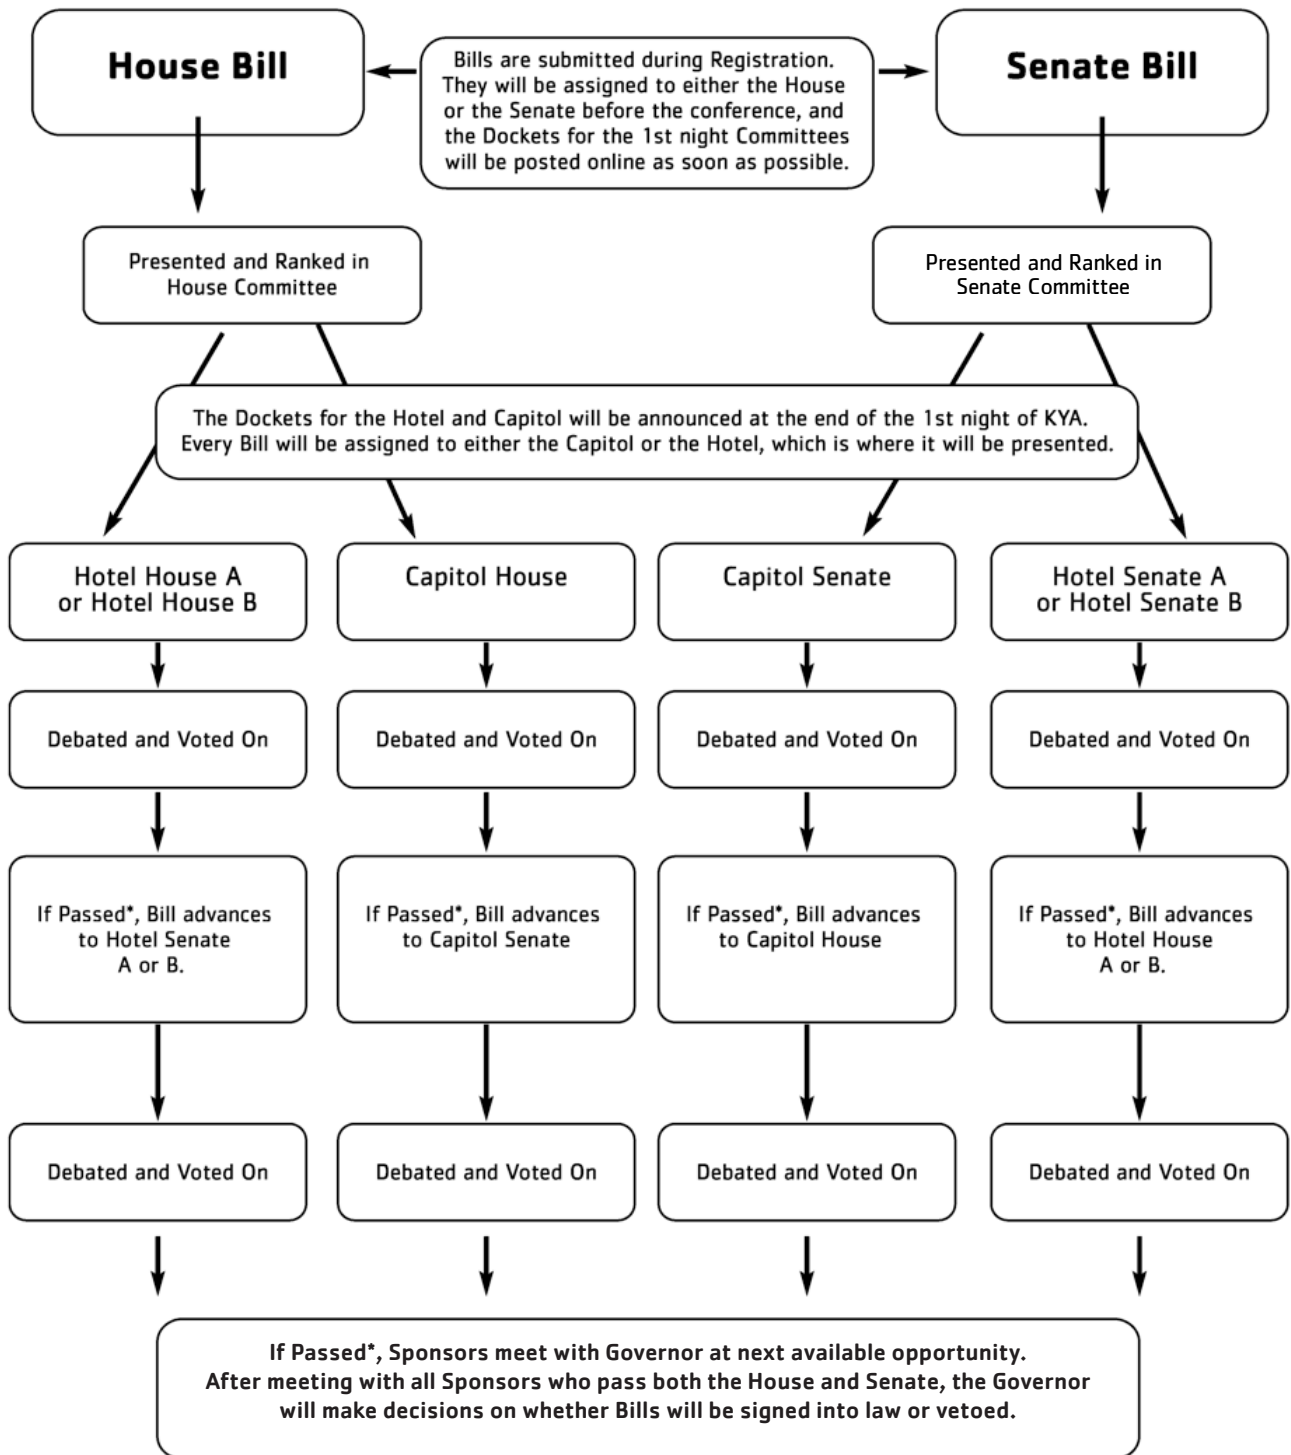 House Bill
Bills are submitted during Registration.
They will be assigned to either the House
or the Senate before the conference, and
the Dockets for the 1st night Committees
will be posted online as soon as possible.
Senate Bill
Presented and Ranked in
House Committee
Presented and Ranked in
Senate Committee
The Dockets for the Hotel and Capitol will be announced at the end of the 1st night of KYA.
Every Bill will be assigned to either the Capitol or the Hotel, which is where it will be presented.
Hotel House A
or Hotel House B
Capitol House
Capitol Senate
Hotel Senate A
or Hotel Senate B
Debated and Voted On
Debated and Voted On
Debated and Voted On
Debated and Voted On
If Passed*, Bill advances
to Hotel Senate
A or B.
If Passed*, Bill advances
to Capitol Senate
If Passed*, Bill advances
to Capitol House
If Passed*, Bill advances
to Hotel House
A or B.
Debated and Voted On
Debated and Voted On
Debated and Voted On
Debated and Voted On
If Passed*, Sponsors meet with Governor at next available opportunity.
After meeting with all Sponsors who pass both the House and Senate, the Governor
will make decisions on whether Bills will be signed into law or vetoed.